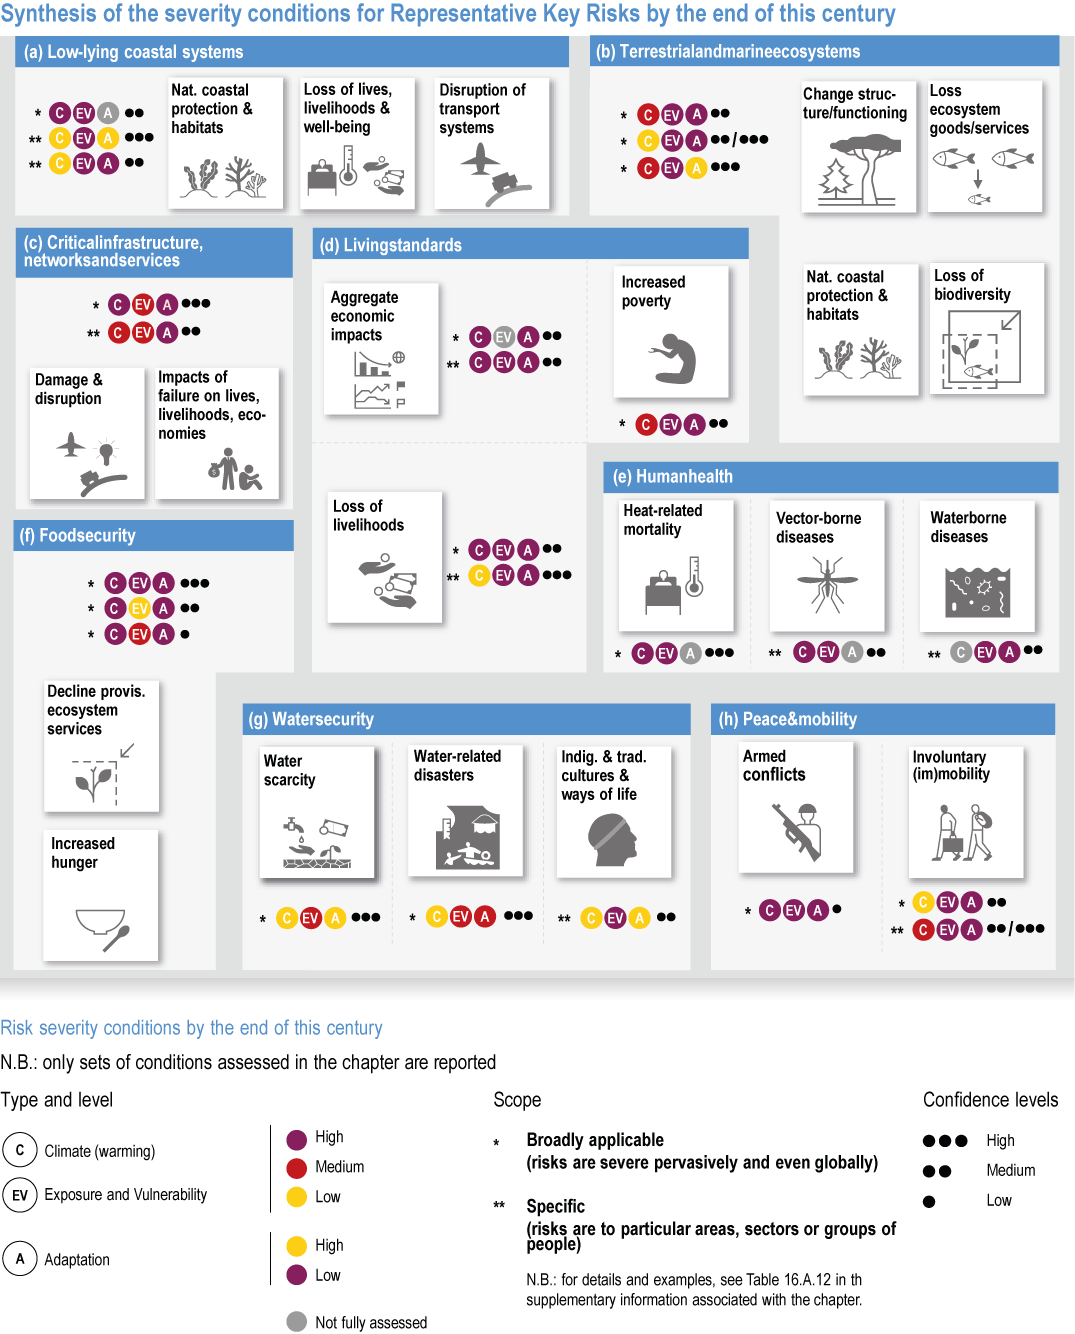 Synthesis of the severity conditions for Representative Key Risks by the end of this century
(a) Low-lying coastal systems
* C EV A ●●
** C EV A ●●●
** C EV A ●●
Nat. coastal
protection &
habitats
Loss of lives,
livelihoods &
well-being
Disruption of
transport
systems
(b) Terrestrialandmarineecosystems
* C EV A ●●
* C EV A ●●/●●●
* C EV A ●●●
Change struc-
ture/functioning
Loss
ecosystem
goods/services
Nat. coastal
protection &
habitats
Loss of
biodiversity
(c) Criticalinfrastructure,
networksandservices
* C EV A ●●●
** C EV A ●●
Damage &
disruption
Impacts of
failure on lives,
livelihoods, eco-
nomies
(d) Livingstandards
Aggregate
economic
impacts
* C EV A ●●
** C EV A ●●
Increased
poverty
* C EV A ●●
Loss of
livelihoods
* C EV A ●●
** C EV A ●●●
(e) Humanhealth
Heat-related
mortality
* C EV A ●●●
Vector-borne
diseases
** C EV A ●●
Waterborne
diseases
** C EV A ●●
(f) Foodsecurity
* C EV A ●●●
* C EV A ●●
* C EV A ●
Decline provis.
ecosystem
services
Increased
hunger
(g) Watersecurity
Water
scarcity
* C EV A ●●●
Water-related
disasters
* C EV A ●●●
Indig. & trad.
cultures &
ways of life
** C EV A ●●
(h) Peace&mobility
Armed
conflicts
* C EV A ●
Involuntary
(im)mobility
* C EV A ●●
** C EV A ●●/●●●
Risk severity conditions by the end of this century
N.B.: only sets of conditions assessed in the chapter are reported
Type and level
C Climate (warming)
EV Exposure and Vulnerability
High
Medium
Low
A Adaptation
High
Low
Not fully assessed
Scope
* Broadly applicable
(risks are severe pervasively and even globally)
** Specific
(risks are to particular areas, sectors or groups of
people)
N.B.: for details and examples, see Table 16.A.12 in th
supplementary information associated with the chapter.
Confidence levels
●●● High
●● Medium
● Low